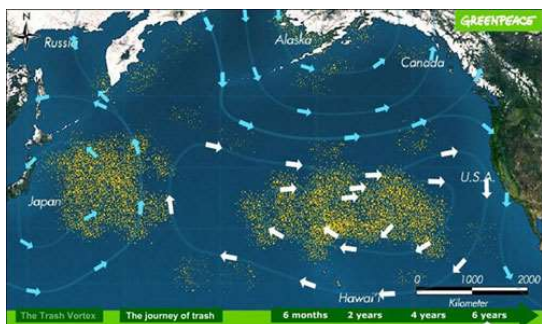 GREENPEACE
N
Russia
Alaska
Canada
U.S.A.
Japan
Hawai'i
0 1000 2000
Kilometer
The Trash Vortex The journey of trash 6 months 2 years 4 years 6 years